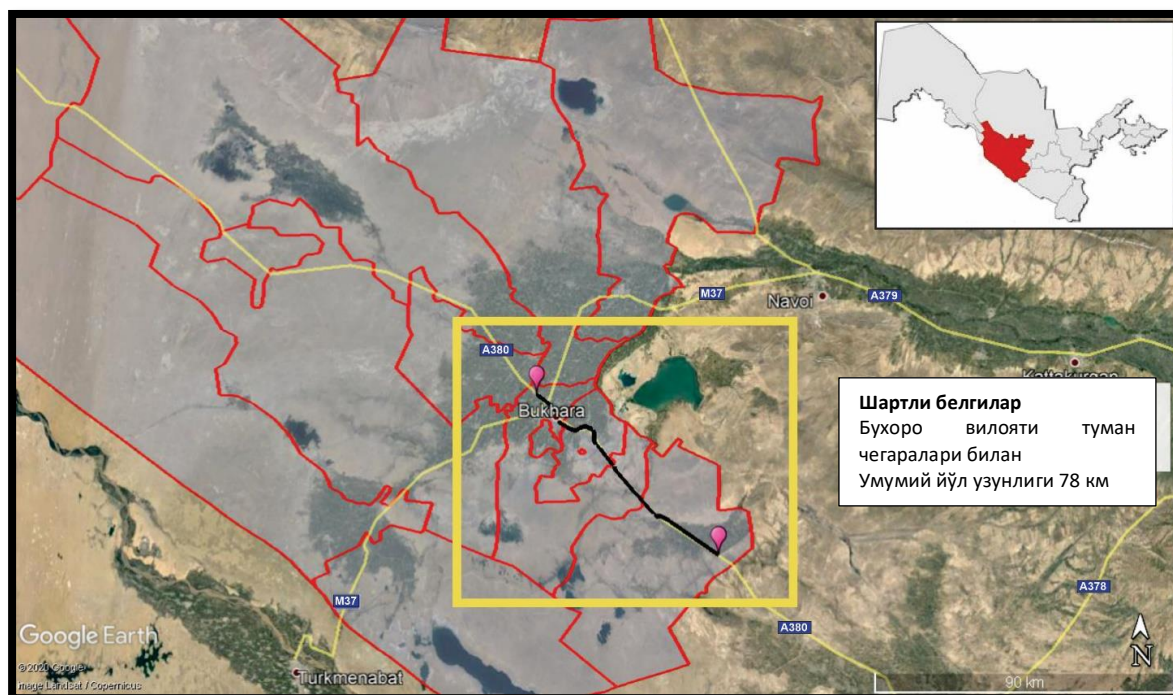 M37
Navoi
A379
A380
Kattakurgan
Bukhara
Шартли белгилар
Бухоро вилояти туман
чегаралари билан
Умумий йўл узунлиги 78 км
A378
M37
A380
Google Earth
© 2020 Google
Image Landsat / Copernicus
Turkmenabat
N
90 km